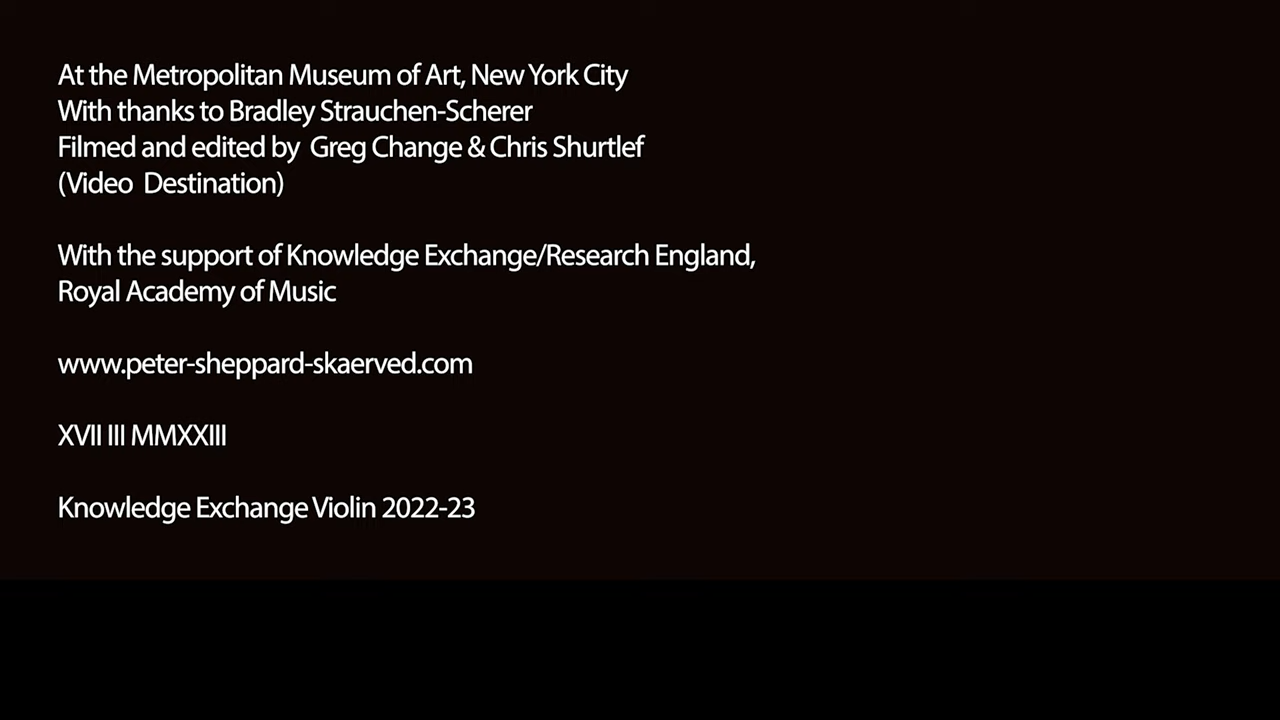 At the Metropolitan Museum of Art, New York City
With thanks to Bradley Strauchen-Scherer
Filmed and edited by  Greg Change & Chris Shurtlef
(Video  Destination)
With the support of Knowledge Exchange/Research England,
Royal Academy of Music
www.peter-sheppard-skaerved.com
XVII III MMXXIII
Knowledge Exchange Violin 2022-23